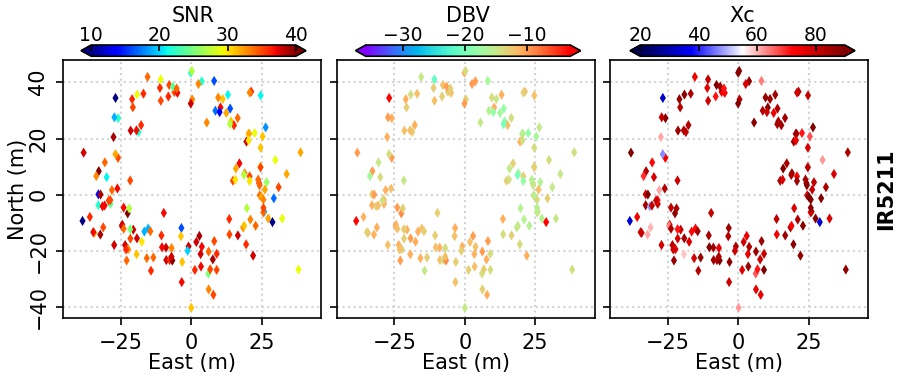 SNR DBV Xc
10 20 30 40 −30 −20 −10 20 40 60 80
40
20
0
−20
−40
North (m)
−25 0 25 −25 0 25 −25 0 25
East (m) East (m) East (m)
IR5211